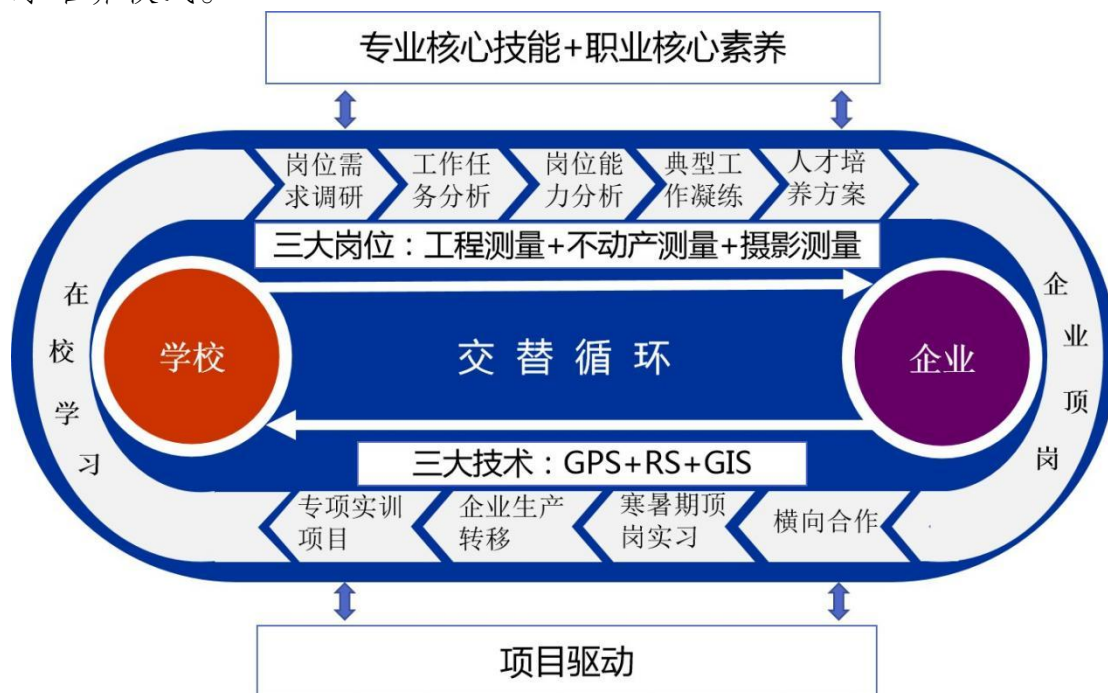 专业核心技能+职业核心素养
岗位需
求调研
工作任
务分析
岗位能
力分析
典型工
作凝练
人才培
养方案
三大岗位：工程测量+不动产测量+摄影测量
在校学习
学校
交替循环
企业
企业顶岗
三大技术：GPS+RS+GIS
专项实训
项目
企业生产
转移
寒暑期顶
岗实习
横向合作
项目驱动